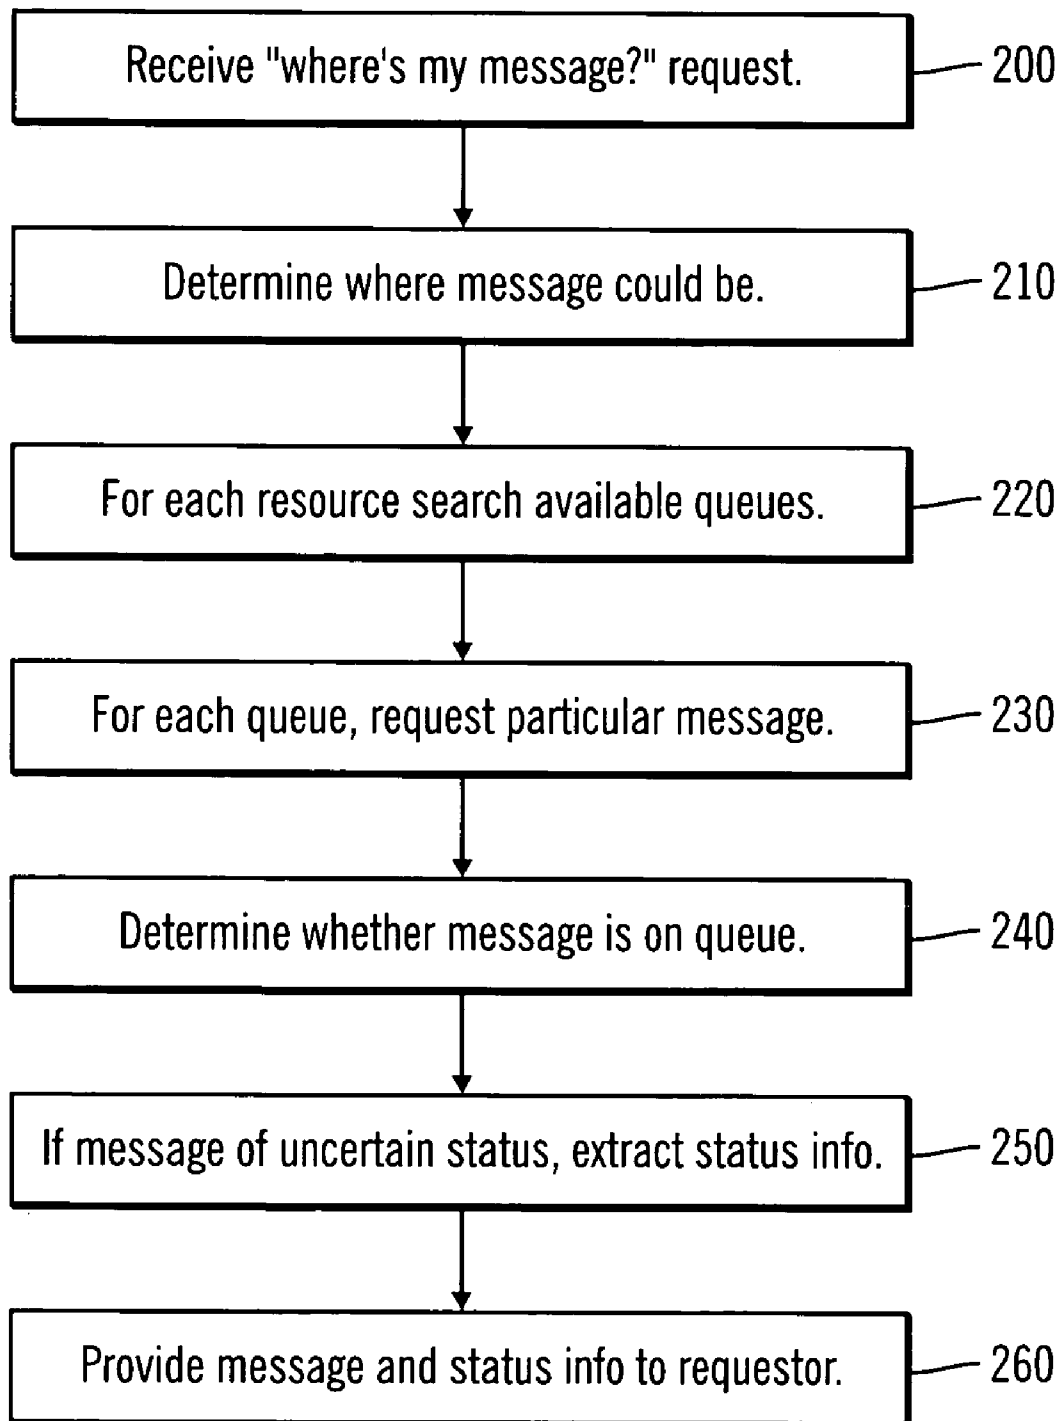 Receive "where's my message?" request.
200
Determine where message could be.
210
For each resource search available queues.
220
For each queue, request particular message.
230
Determine whether message is on queue.
240
If message of uncertain status, extract status info.
250
Provide message and status info to requestor.
260